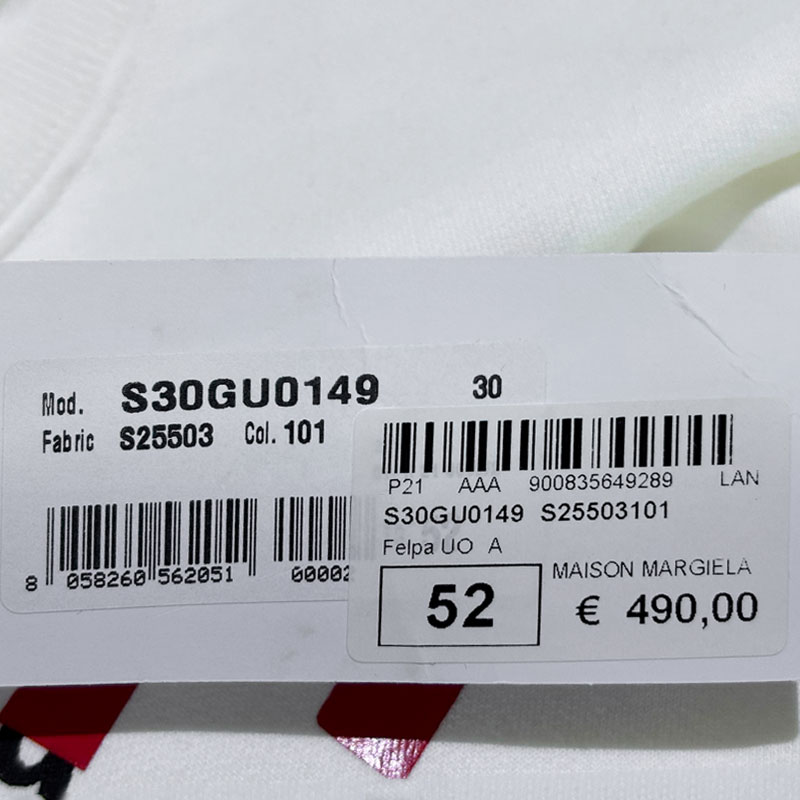 Mod. S30GU0149 30
Fabric S25503 Col. 101
8 058260 562051 00002
P21 AAA 900835649289 LAN
S30GU0149 S25503101
Felpa UO A
52
MAISON MARGIELA
€ 490,00